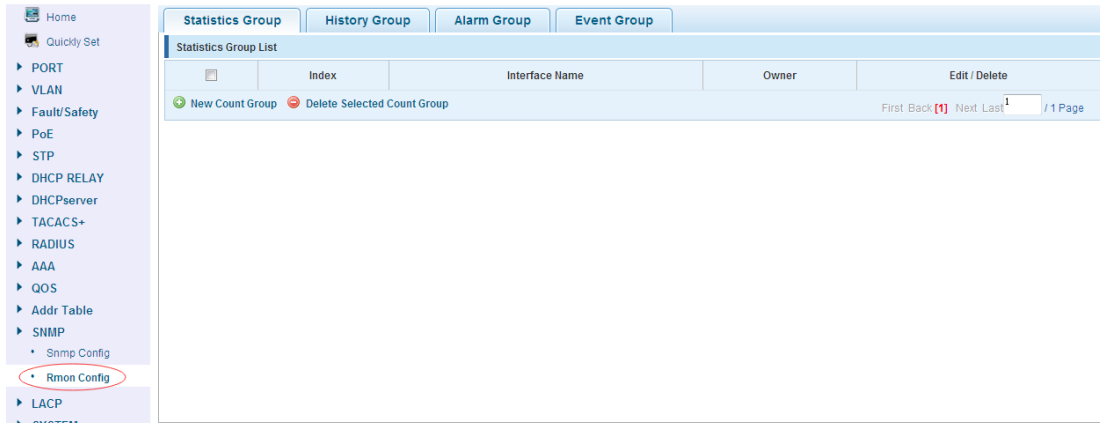 Home
Quickly Set
PORT
VLAN
Fault/Safety
PoE
STP
DHCP RELAY
DHCPserver
TACACS+
RADIUS
AAA
QOS
Addr Table
SNMP
Snmp Config
Rmon Config
LACP
SYSTEM
Statistics Group History Group Alarm Group Event Group
Statistics Group List
Index Interface Name Owner Edit / Delete
New Count Group Delete Selected Count Group First Back [1] Next Last 1 / 1 Page